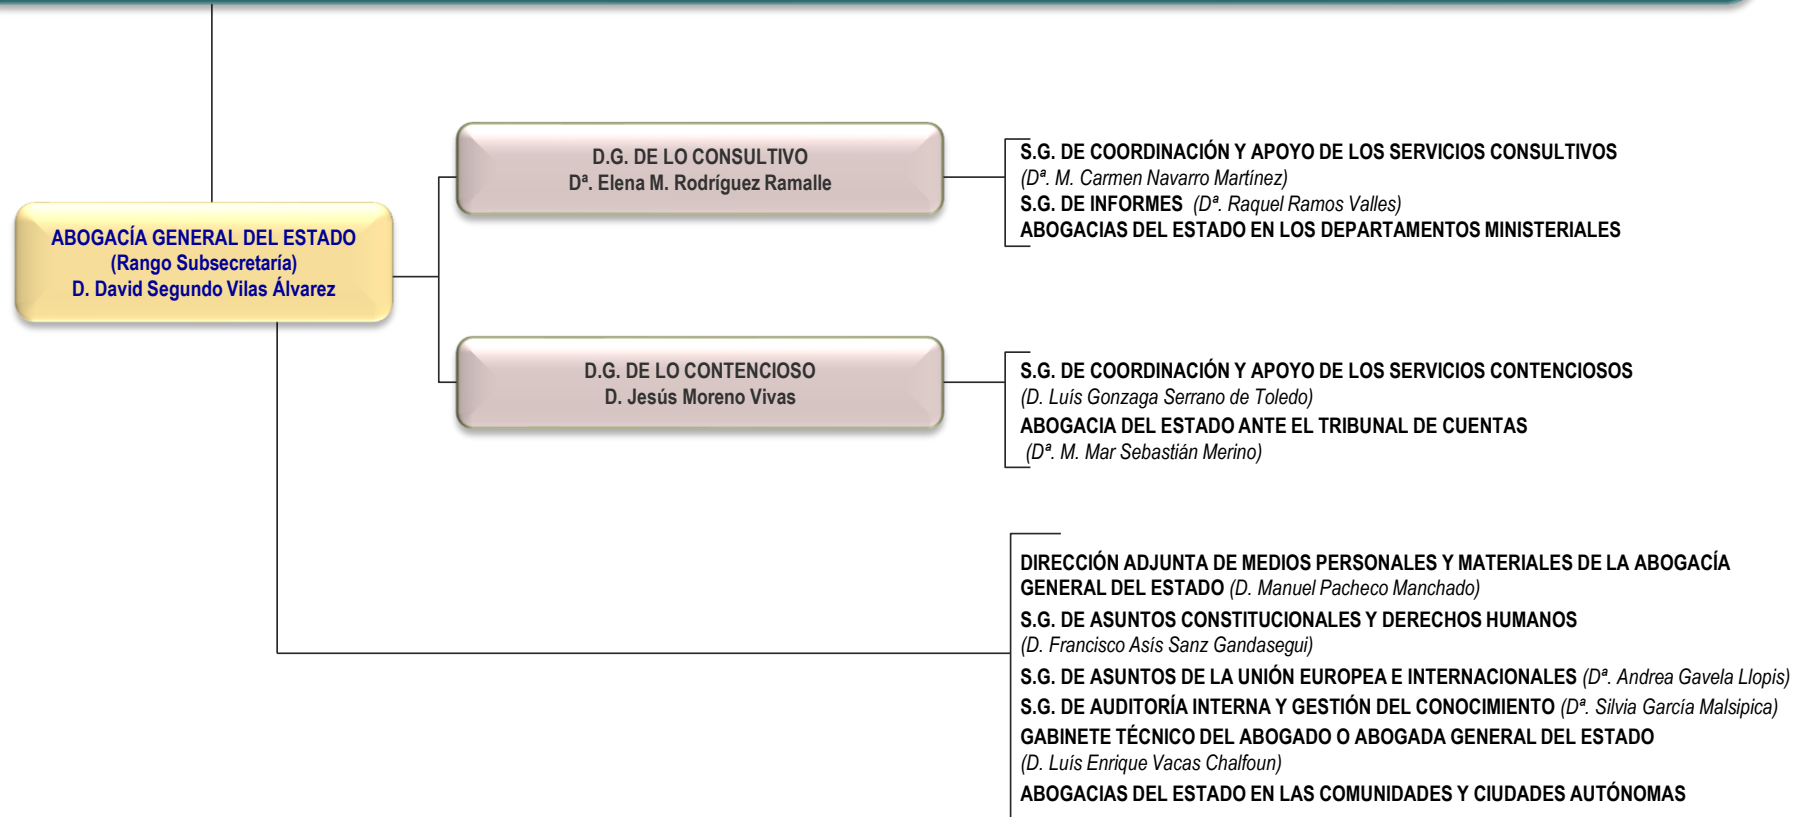 ABOGACÍA GENERAL DEL ESTADO
(Rango Subsecretaría)
D. David Segundo Vilas Álvarez
D.G. DE LO CONSULTIVO
Dª. Elena M. Rodríguez Ramalle
S.G. DE COORDINACIÓN Y APOYO DE LOS SERVICIOS CONSULTIVOS
(Dª. M. Carmen Navarro Martínez)
S.G. DE INFORMES (Dª. Raquel Ramos Valles)
ABOGACIAS DEL ESTADO EN LOS DEPARTAMENTOS MINISTERIALES
D.G. DE LO CONTENCIOSO
D. Jesús Moreno Vivas
S.G. DE COORDINACIÓN Y APOYO DE LOS SERVICIOS CONTENCIOSOS
(D. Luís Gonzaga Serrano de Toledo)
ABOGACIA DEL ESTADO ANTE EL TRIBUNAL DE CUENTAS
(Dª. M. Mar Sebastián Merino)
DIRECCIÓN ADJUNTA DE MEDIOS PERSONALES Y MATERIALES DE LA ABOGACÍA
GENERAL DEL ESTADO (D. Manuel Pacheco Manchado)
S.G. DE ASUNTOS CONSTITUCIONALES Y DERECHOS HUMANOS
(D. Francisco Asís Sanz Gandasegui)
S.G. DE ASUNTOS DE LA UNIÓN EUROPEA E INTERNACIONALES (Dª. Andrea Gavela Llopis)
S.G. DE AUDITORÍA INTERNA Y GESTIÓN DEL CONOCIMIENTO (Dª. Silvia García Malsipica)
GABINETE TÉCNICO DEL ABOGADO O ABOGADA GENERAL DEL ESTADO
(D. Luís Enrique Vacas Chalfoun)
ABOGACIAS DEL ESTADO EN LAS COMUNIDADES Y CIUDADES AUTÓNOMAS